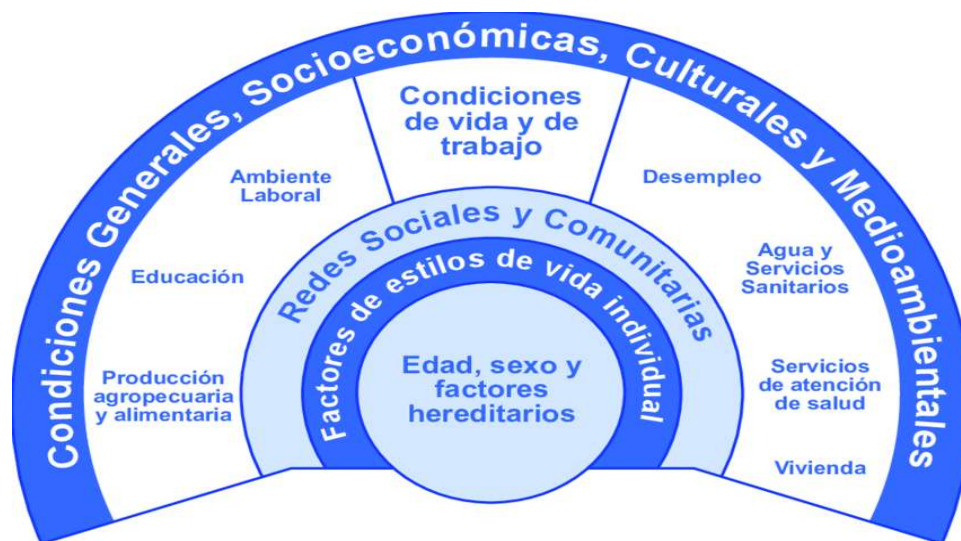 Condiciones Generales, Socioeconómicas, Culturales y Medioambientales
Condiciones
de vida y de
trabajo
Ambiente
Laboral
Educación
Producción
agropecuaria
y alimentaria
Desempleo
Agua y
Servicios
Sanitarios
Servicios
de atención
de salud
Vivienda
Redes Sociales y Comunitarias
Factores de estilos de vida individual
Edad, sexo y
factores
hereditarios